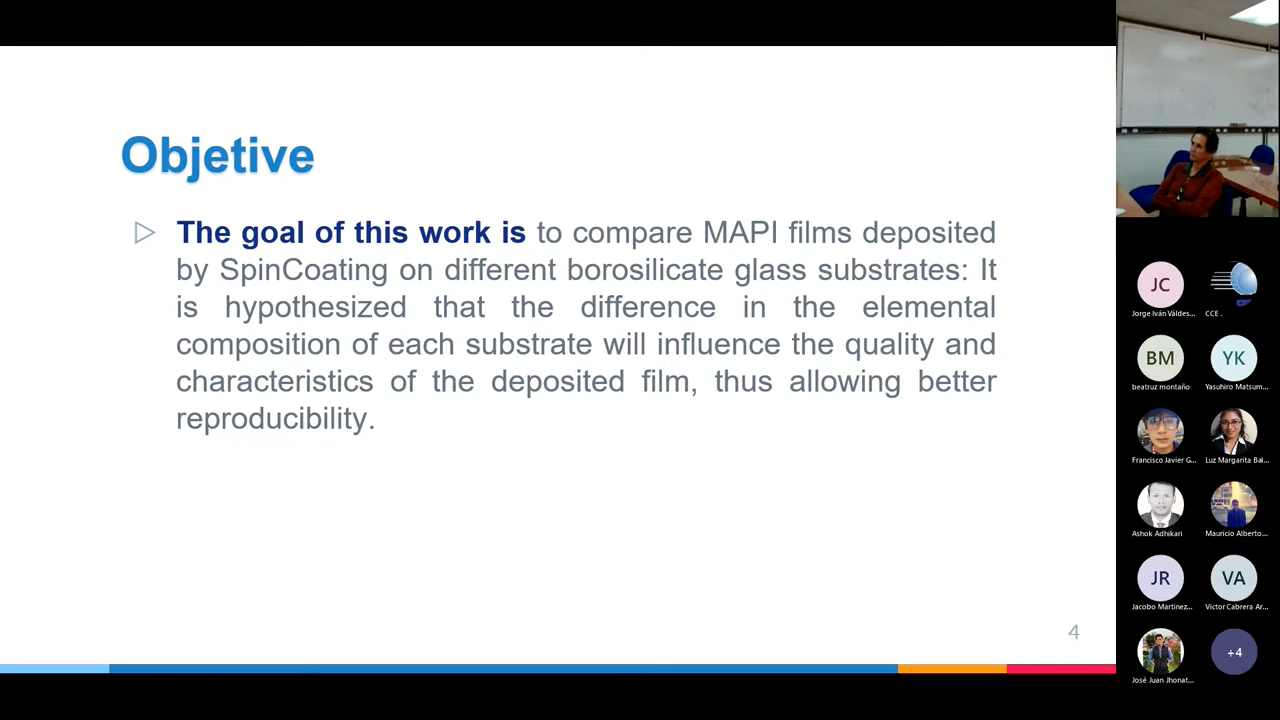 Objetive
The goal of this work is to compare MAPI films deposited
by SpinCoating on different borosilicate glass substrates: It
is hypothesized that the difference in the elemental
composition of each substrate will influence the quality and
characteristics of the deposited film, thus allowing better
reproducibility.
4
JC
Jorge Iván Váldes...
CCE .
BM
YK
beatruz montaño
Yasuhiro Matsum...
Francisco Javier G...
Luz Margarita Bal...
Ashok Adhikari
Mauricio Alberto...
JR
VA
Jacobo Martinez...
Victor Cabrera Ar...
José Juan Jhonat...
+4